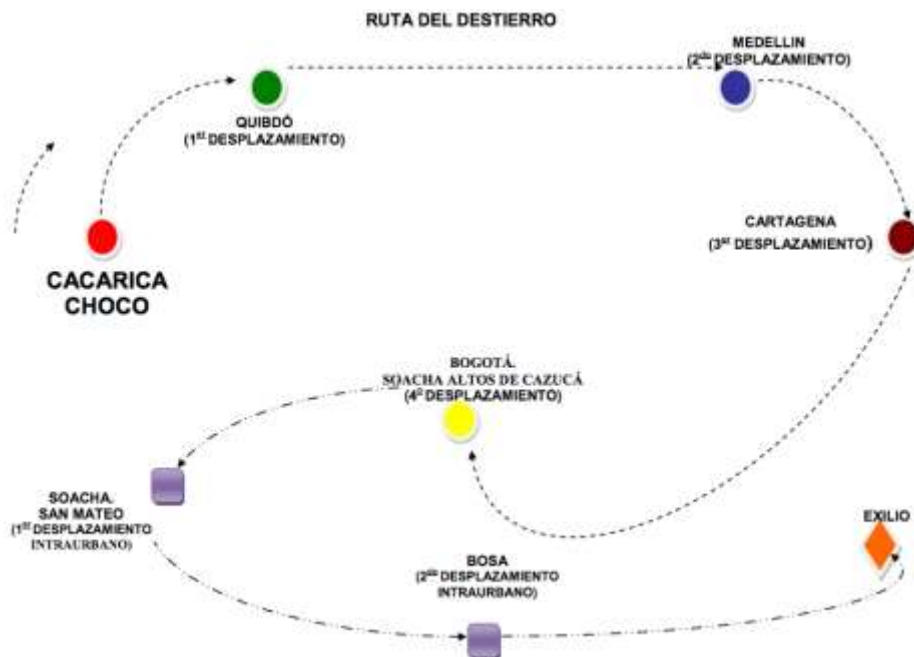 RUTA DEL DESTIERRO
MEDELLIN
(2do DESPLAZAMIENTO)
QUIBDÓ
(1er DESPLAZAMIENTO)
CARTAGENA
(3er DESPLAZAMIENTO)
CACARICA
CHOCO
BOGOTÁ.
SOACHA ALTOS DE CAZUCÁ
(4o DESPLAZAMIENTO)
SOACHA.
SAN MATEO
(1er DESPLAZAMIENTO
INTRAURBANO)
EXILIO
BOSA
(2do DESPLAZAMIENTO
INTRAURBANO)